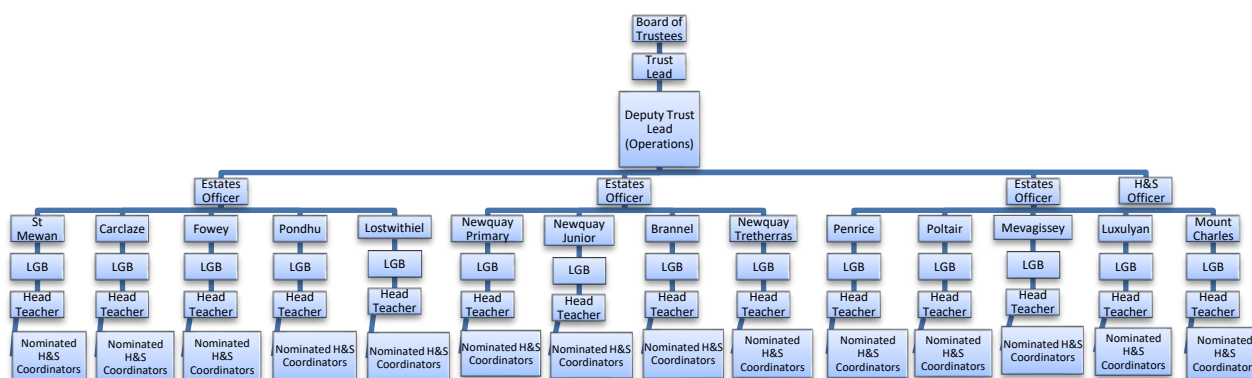 Board of
Trustees
Trust
Lead
Deputy Trust
Lead
(Operations)
Estates
Officer
Estates
Officer
Estates
Officer
H&S
Officer
St
Mewan
Carclaze
Fowey
Pondhu
Lostwithiel
Newquay
Primary
Newquay
Junior
Brannel
Newquay
Tretherras
Penrice
Poltair
Mevagissey
Luxulyan
Mount
Charles
LGB
LGB
LGB
LGB
LGB
LGB
LGB
LGB
LGB
LGB
LGB
LGB
LGB
LGB
Head
Teacher
Head
Teacher
Head
Teacher
Head
Teacher
Head
Teacher
Head
Teacher
Head
Teacher
Head
Teacher
Head
Teacher
Head
Teacher
Head
Teacher
Head
Teacher
Head
Teacher
Head
Teacher
Nominated H&S
Coordinators
Nominated H&S
Coordinators
Nominated H&S
Coordinators
Nominated H&S
Coordinators
Nominated H&S
Coordinators
Nominated H&S
Coordinators
Nominated H&S
Coordinators
Nominated H&S
Coordinators
Nominated H&S
Coordinators
Nominated H&S
Coordinators
Nominated H&S
Coordinators
Nominated H&S
Coordinators
Nominated H&S
Coordinators
Nominated H&S
Coordinators